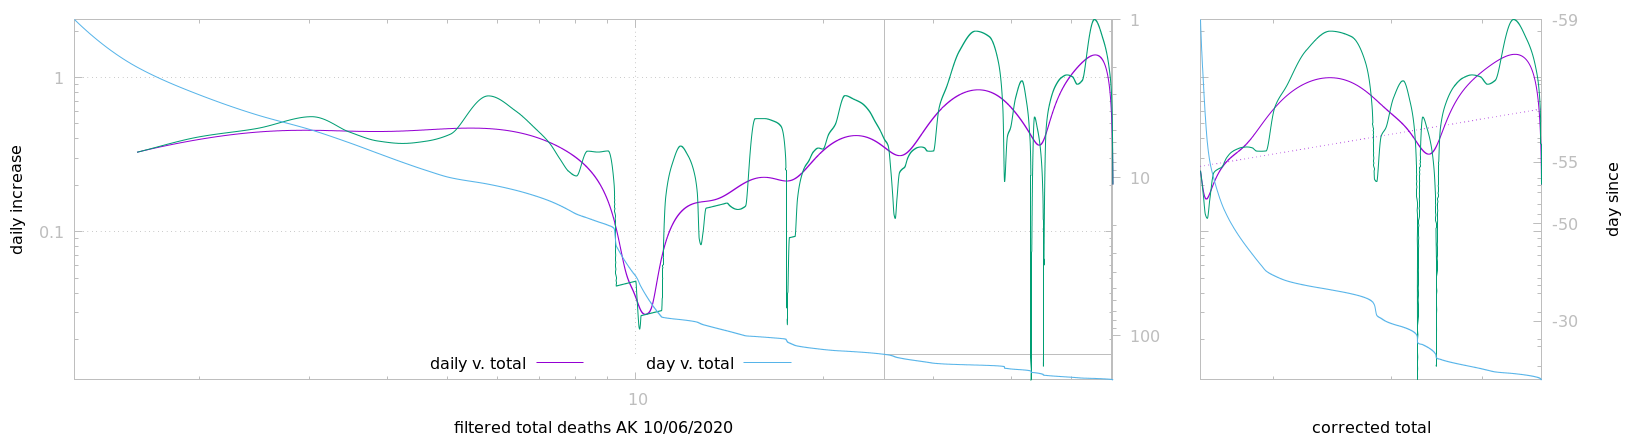 1
-59
1
daily increase
-55
10
day since
0.1
-50
-30
100
daily v. total
day v. total
10
filtered total deaths AK 10/06/2020
corrected total